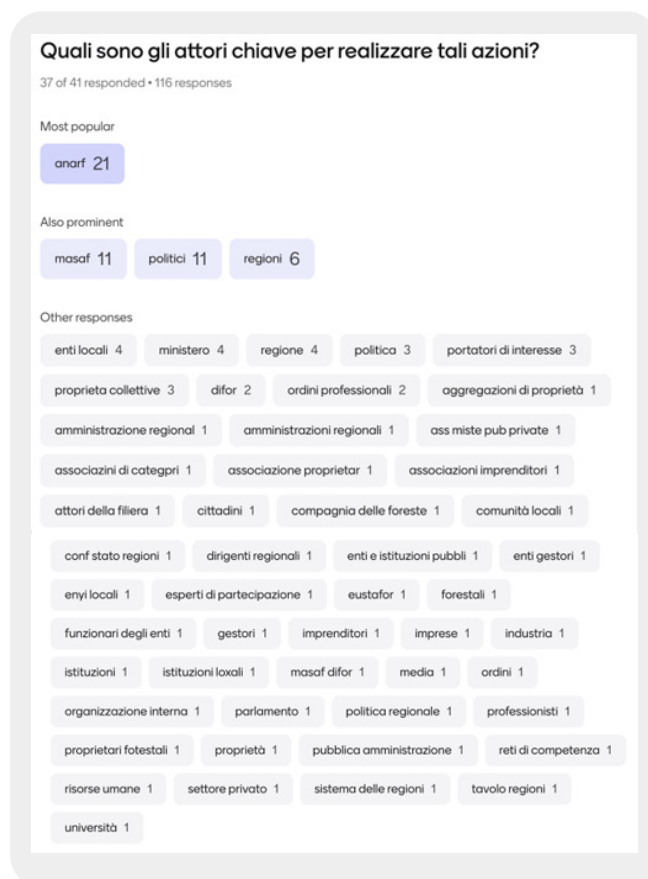 Quali sono gli attori chiave per realizzare tali azioni?
37 of 41 responded • 116 responses
Most popular
anarf 21
Also prominent
masaf 11 politici 11 regioni 6
Other responses
enti locali 4 ministero 4 regione 4 politica 3 portatori di interesse 3
proprieta collettive 3 difor 2 ordini professionali 2 aggregazioni di proprietà 1
amministrazione regional 1 amministrazioni regionali 1 ass miste pub private 1
associazini di categpri 1 associazione proprietar 1 associazioni imprenditori 1
attori della filiera 1 cittadini 1 compagnia delle foreste 1 comunità locali 1
conf stato regioni 1 dirigenti regionali 1 enti e istituzioni pubbli 1 enti gestori 1
enyi locali 1 esperti di partecipazione 1 eustafor 1 forestali 1
funzionari degli enti 1 gestori 1 imprenditori 1 imprese 1 industria 1
istituzioni 1 istituzioni loxali 1 masaf difor 1 media 1 ordini 1
organizzazione interna 1 parlamento 1 politica regionale 1 professionisti 1
proprietari fotestali 1 proprietà 1 pubblica amministrazione 1 reti di competenza 1
risorse umane 1 settore privato 1 sistema delle regioni 1 tavolo regioni 1
università 1